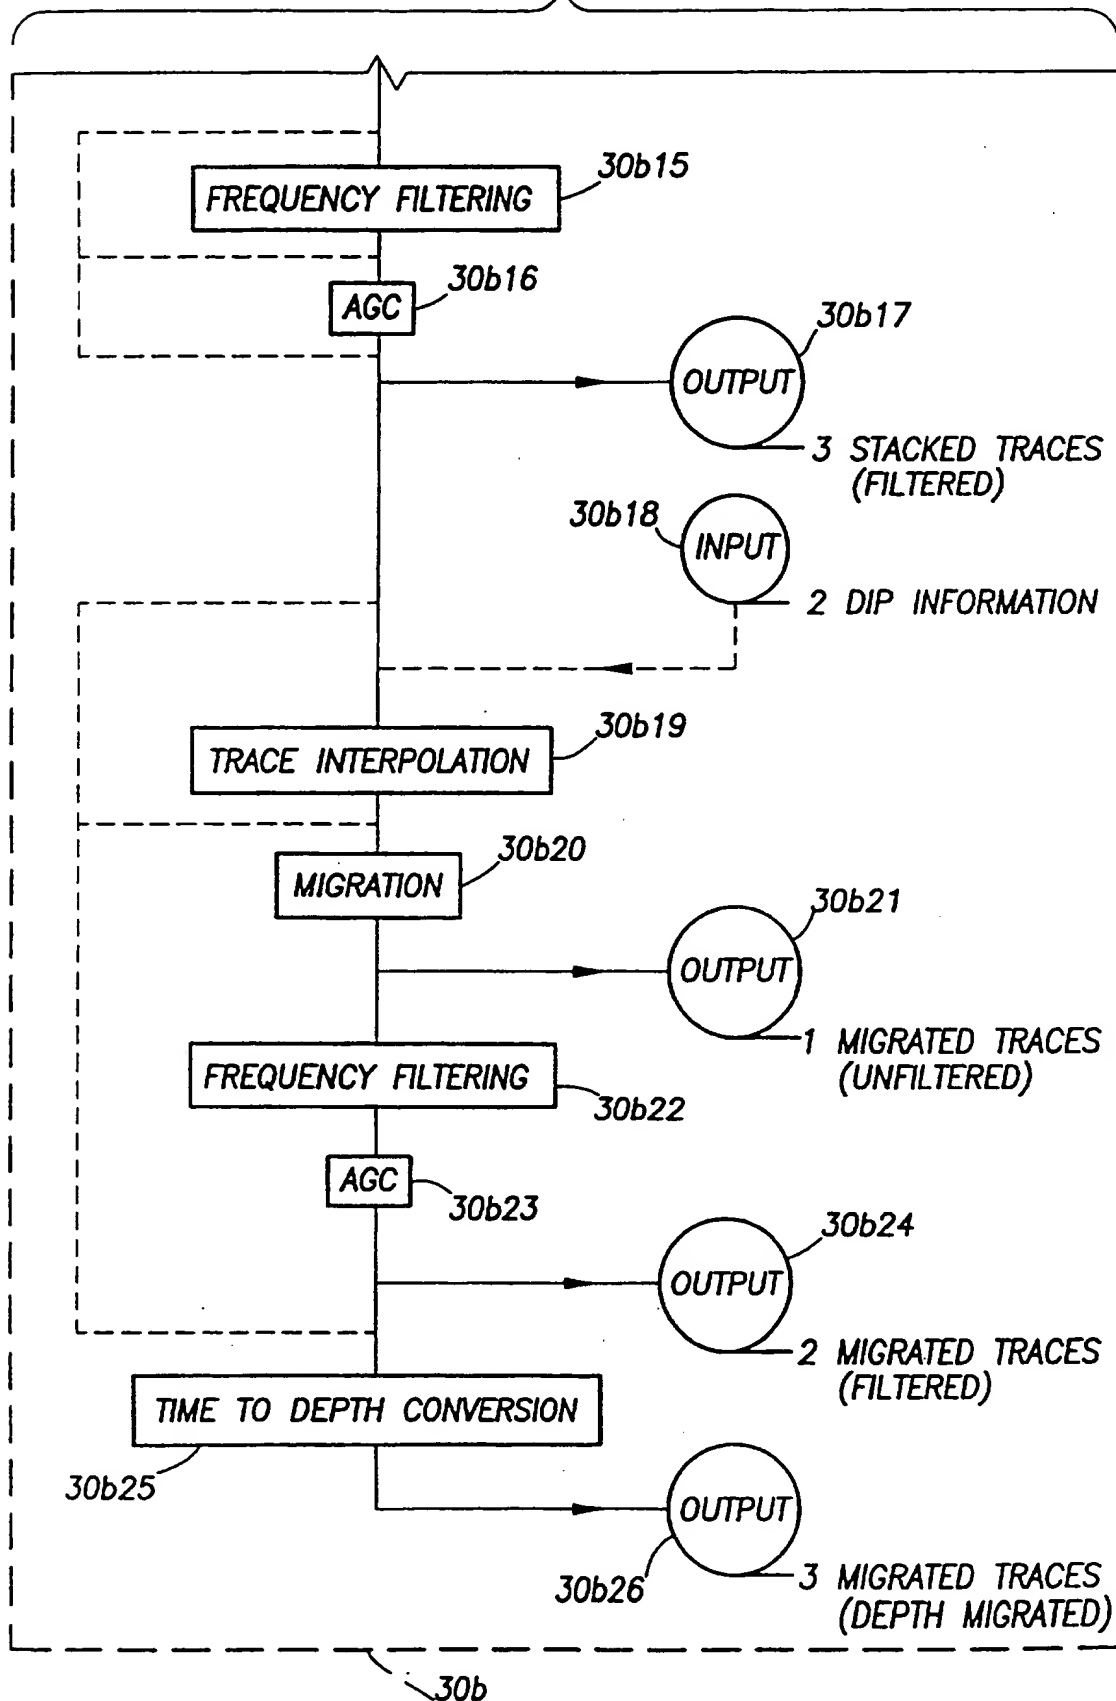 30b15
FREQUENCY FILTERING
30b16
AGC
30b17
OUTPUT
3 STACKED TRACES
(FILTERED)
30b18
INPUT
2 DIP INFORMATION
30b19
TRACE INTERPOLATION
30b20
MIGRATION
30b21
OUTPUT
1 MIGRATED TRACES
(UNFILTERED)
FREQUENCY FILTERING
30b22
AGC
30b23
30b24
OUTPUT
2 MIGRATED TRACES
(FILTERED)
TIME TO DEPTH CONVERSION
30b25
OUTPUT
30b26
3 MIGRATED TRACES
(DEPTH MIGRATED)
30b